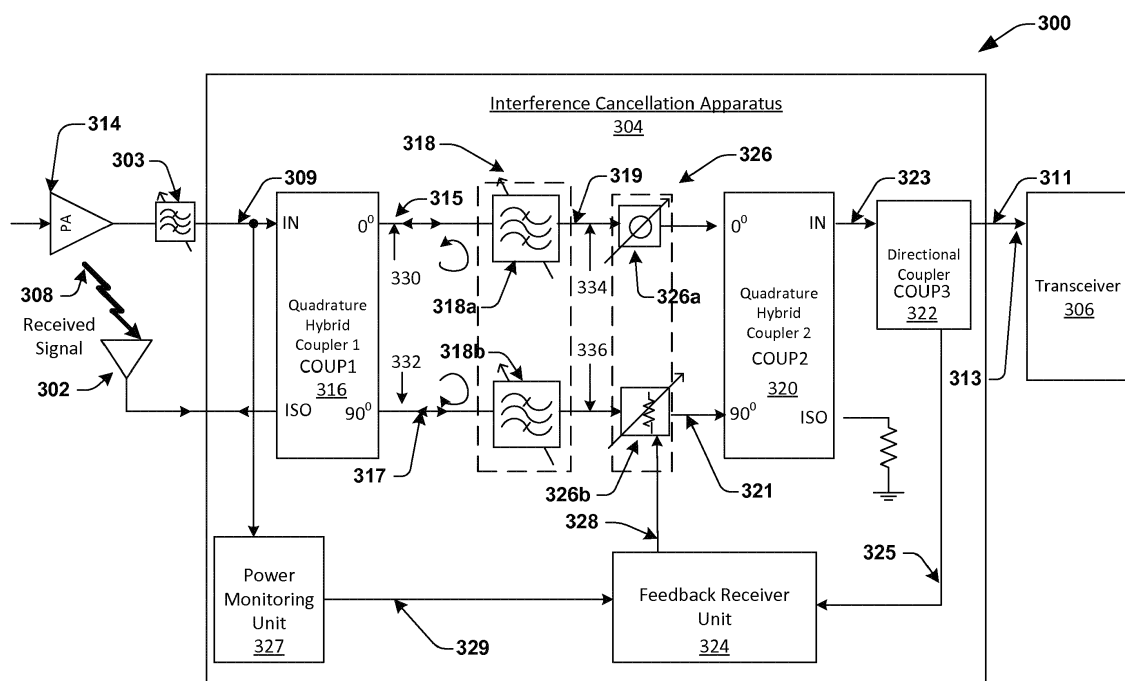 300
Interference Cancellation Apparatus
304
314
303
309
318
326
315
319
323
311
PA
IN
0⁰
0⁰
IN
Directional
Coupler
COUP3
322
Transceiver
306
330
334
326a
308
Received
Signal
318a
Quadrature
Hybrid
Coupler 1
COUP1
316
Quadrature
Hybrid
Coupler 2
COUP2
320
313
302
332
318b
336
ISO
90⁰
90⁰
ISO
317
326b
321
328
325
Power
Monitoring
Unit
327
329
Feedback Receiver
Unit
324